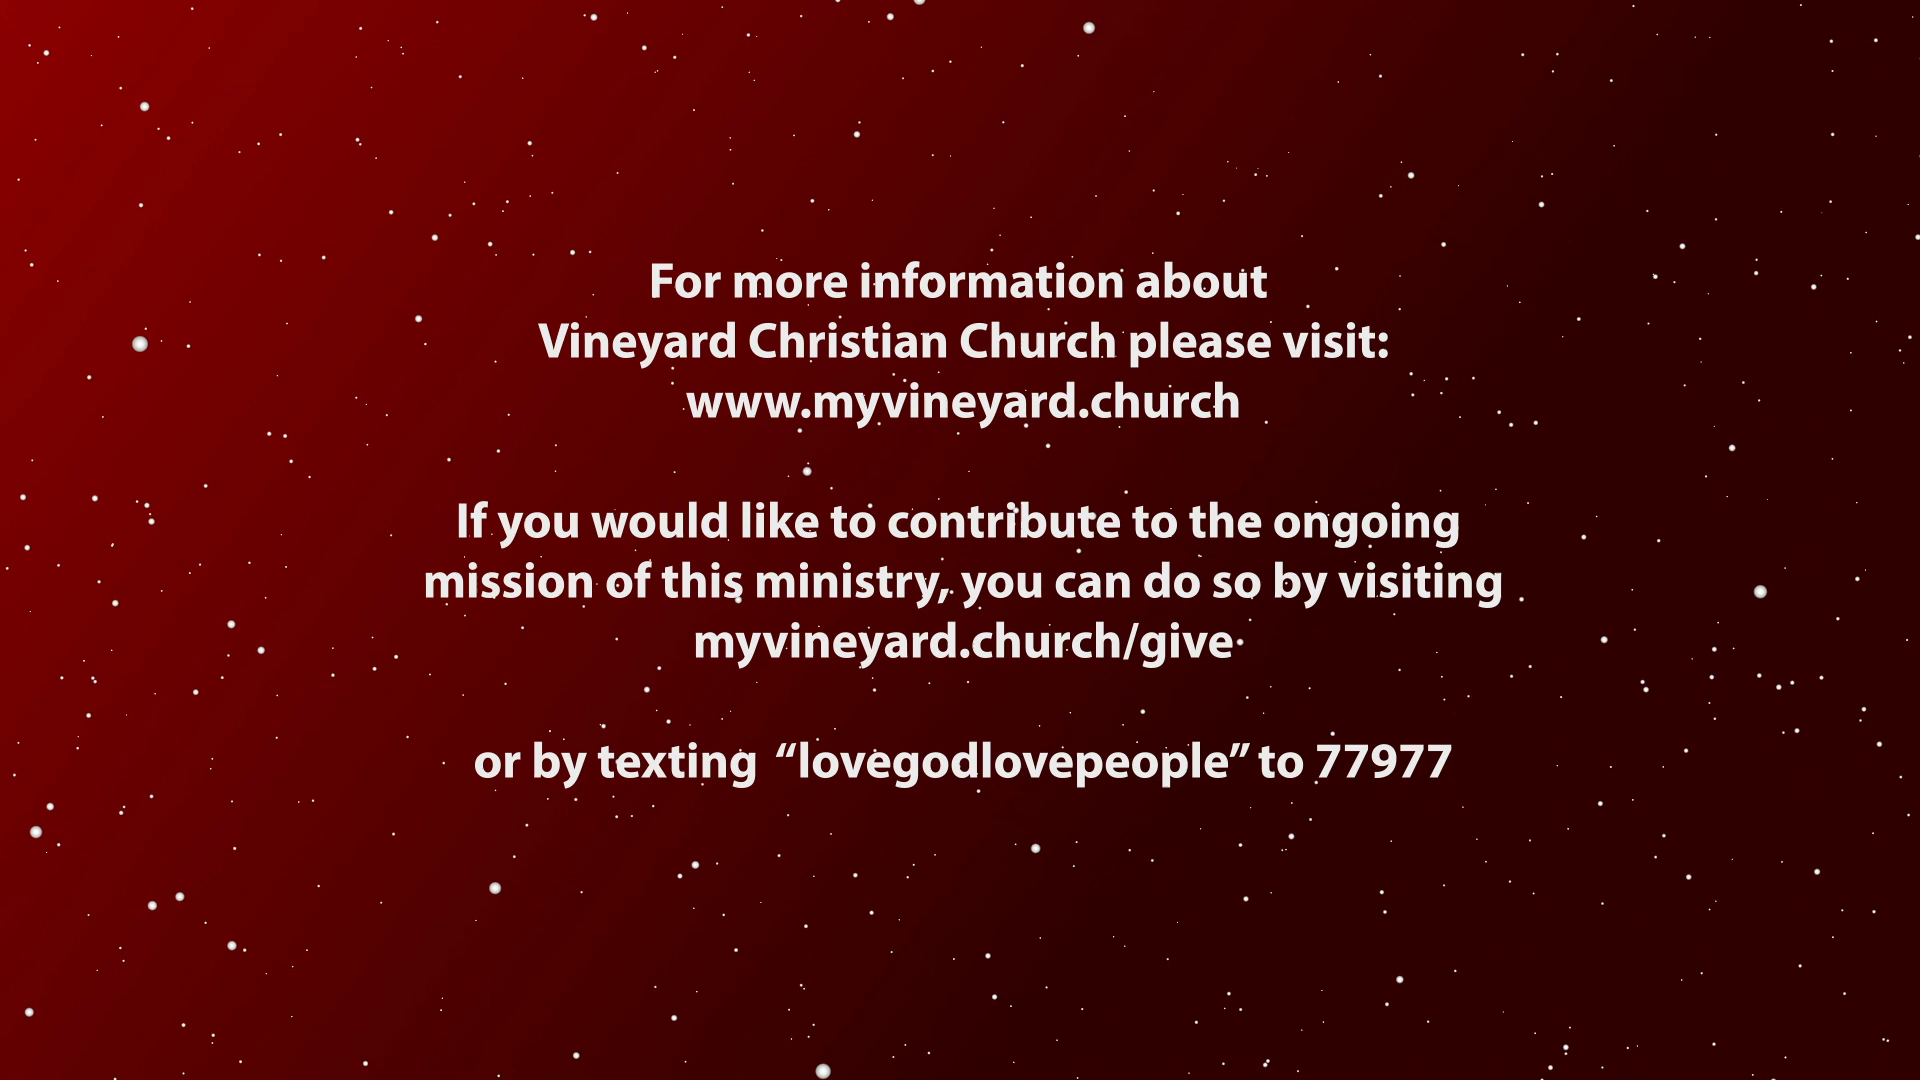 For more information about
Vineyard Christian Church please visit:
www.myvineyard.church
If you would like to contribute to the ongoing
mission of this ministry, you can do so by visiting
myvineyard.church/give
or by texting “lovegodlovepeople” to 77977